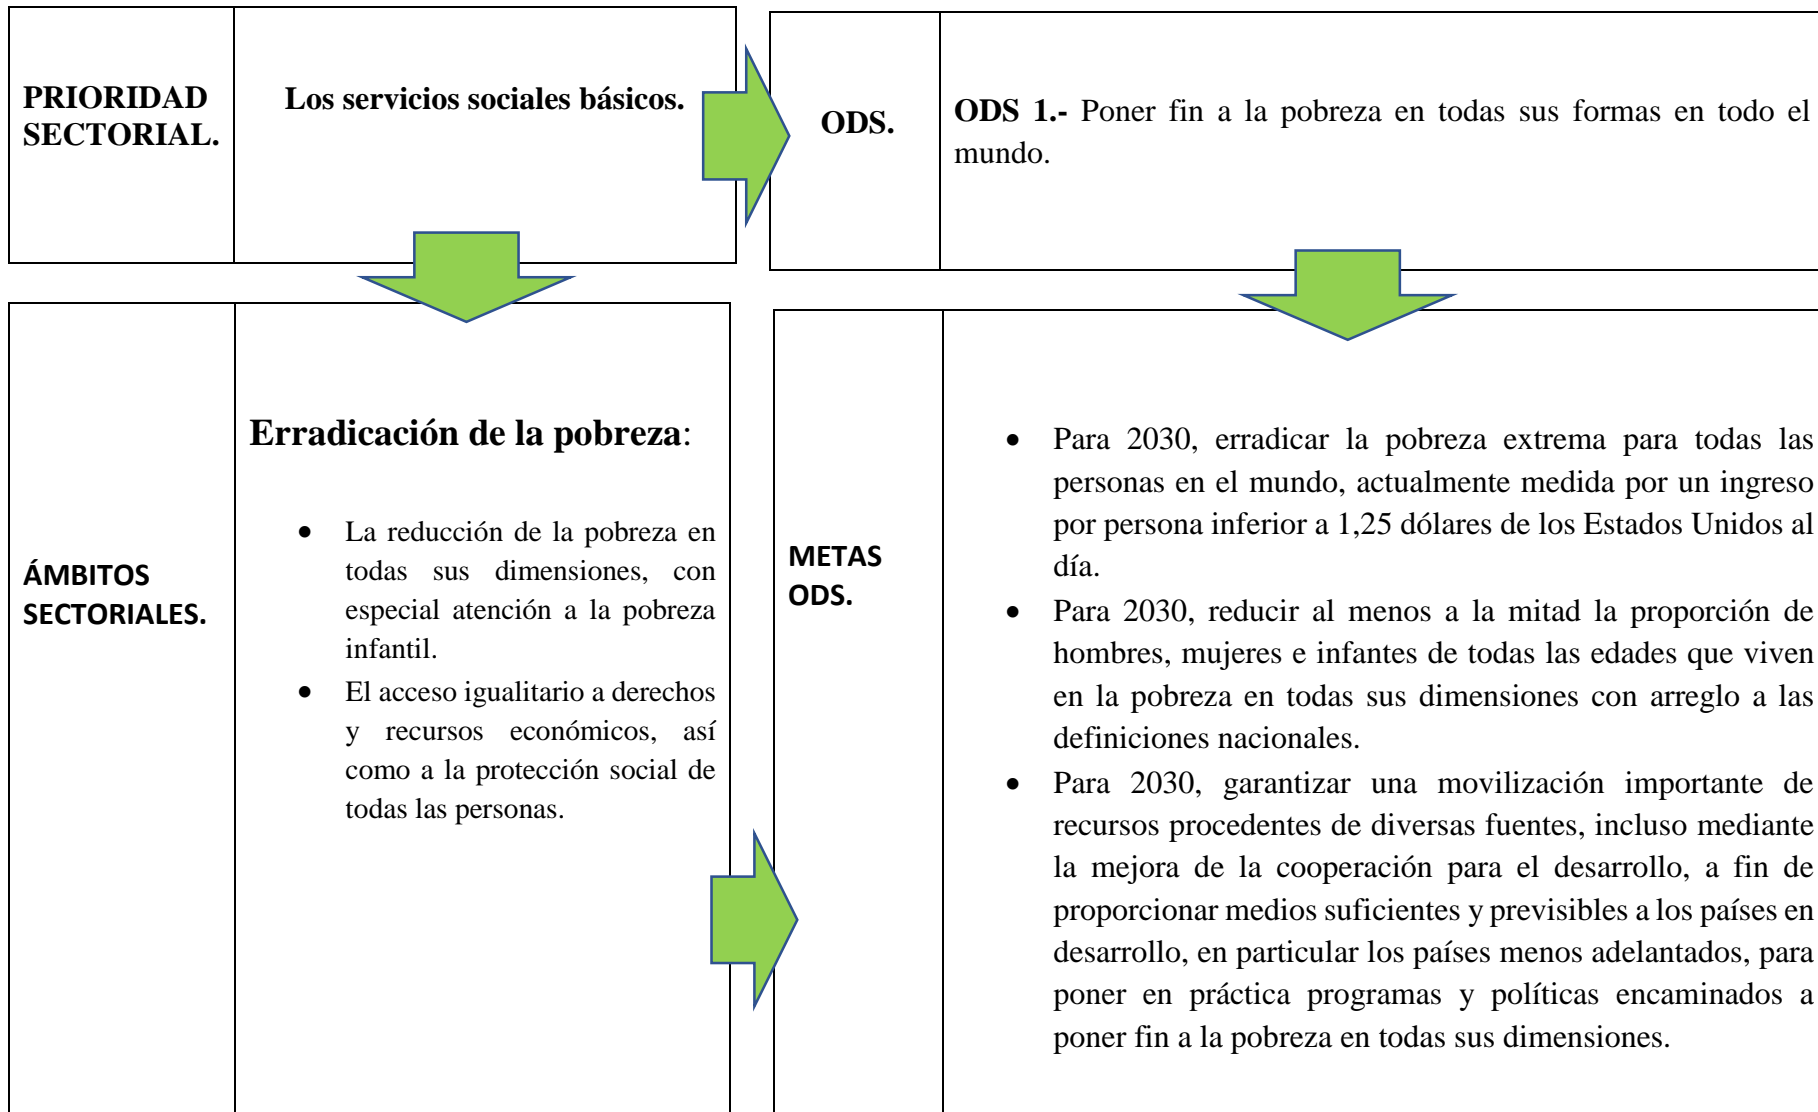 PRIORIDAD
SECTORIAL.
Los servicios sociales básicos.
ODS.
ODS 1.- Poner fin a la pobreza en todas sus formas en todo el
mundo.
ÁMBITOS
SECTORIALES.
Erradicación de la pobreza:
● La reducción de la pobreza en
todas sus dimensiones, con
especial atención a la pobreza
infantil.
● El acceso igualitario a derechos
y recursos económicos, así
como a la protección social de
todas las personas.
METAS
ODS.
● Para 2030, erradicar la pobreza extrema para todas las
personas en el mundo, actualmente medida por un ingreso
por persona inferior a 1,25 dólares de los Estados Unidos al
día.
● Para 2030, reducir al menos a la mitad la proporción de
hombres, mujeres e infantes de todas las edades que viven
en la pobreza en todas sus dimensiones con arreglo a las
definiciones nacionales.
● Para 2030, garantizar una movilización importante de
recursos procedentes de diversas fuentes, incluso mediante
la mejora de la cooperación para el desarrollo, a fin de
proporcionar medios suficientes y previsibles a los países en
desarrollo, en particular los países menos adelantados, para
poner en práctica programas y políticas encaminados a
poner fin a la pobreza en todas sus dimensiones.